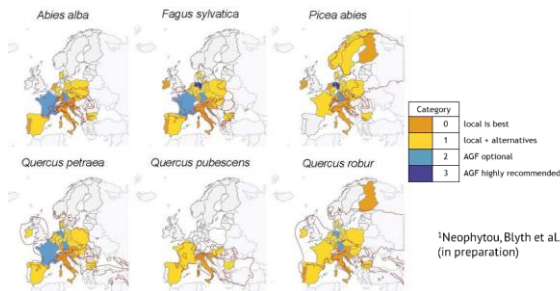 Abies alba Fagus sylvatica Picea abies
Category
0 local is best
1 local + alternatives
2 AGF optional
3 AGF highly recommended
Quercus petraea Quercus pubescens Quercus robur
¹Neophytou, Blyth et al.
(in preparation)